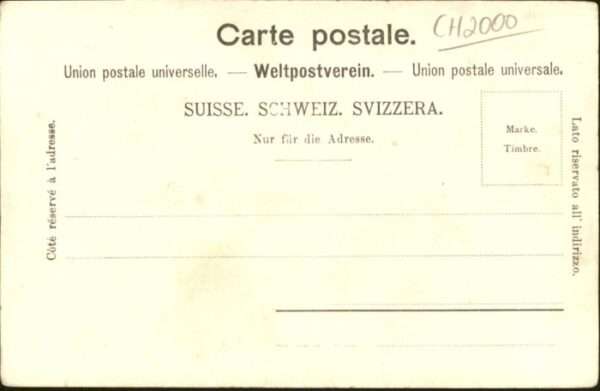 Carte postale.
CH2000
Union postale universelle. — Weltpostverein. — Union postale universale.
SUISSE. SCHWEIZ. SVIZZERA.
Nur für die Adresse.
Marke.
Timbre.
Côté réservé à l'adresse.
Lato riservato all' indirizzo.